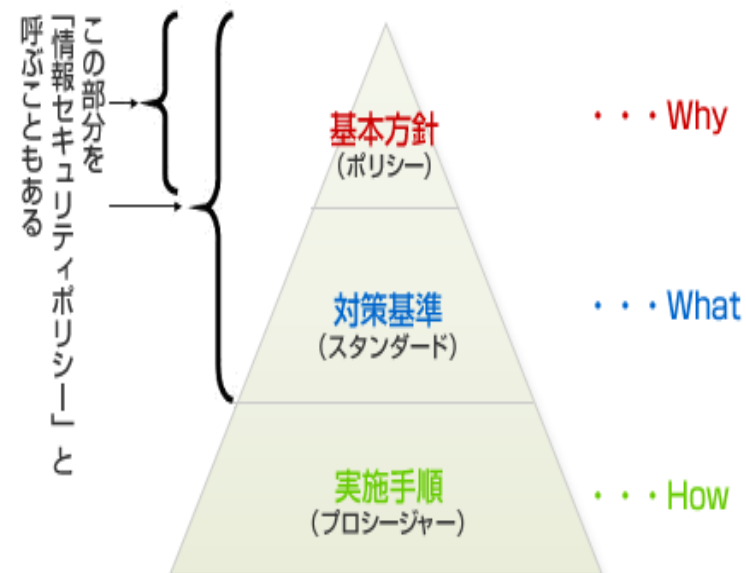 この部分を
「情報セキュリティポリシー」と
呼ぶこともある
基本方針
(ポリシー)
・・・Why
対策基準
(スタンダード)
・・・What
実施手順
(プロシージャー)
・・・How